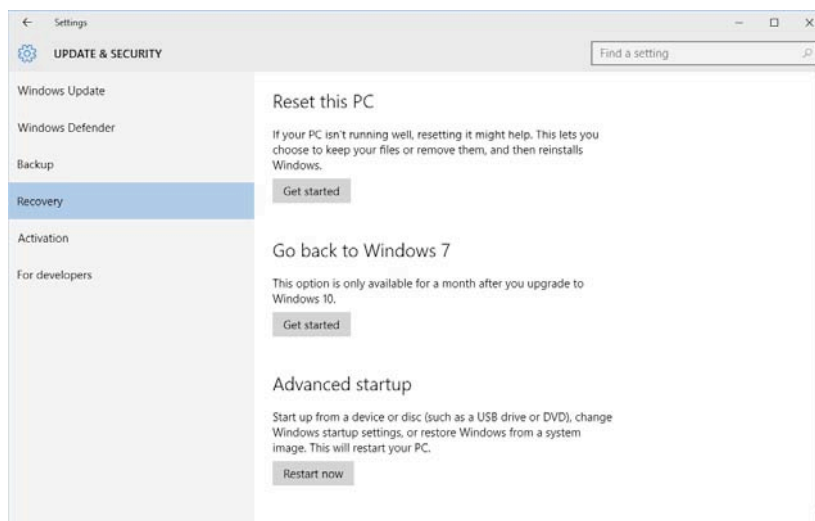 Settings
UPDATE & SECURITY
Find a setting
Windows Update
Windows Defender
Backup
Recovery
Activation
For developers
Reset this PC
If your PC isn't running well, resetting it might help. This lets you
choose to keep your files or remove them, and then reinstalls
Windows.
Get started
Go back to Windows 7
This option is only available for a month after you upgrade to
Windows 10.
Get started
Advanced startup
Start up from a device or disc (such as a USB drive or DVD), change
Windows startup settings, or restore Windows from a system
image. This will restart your PC.
Restart now